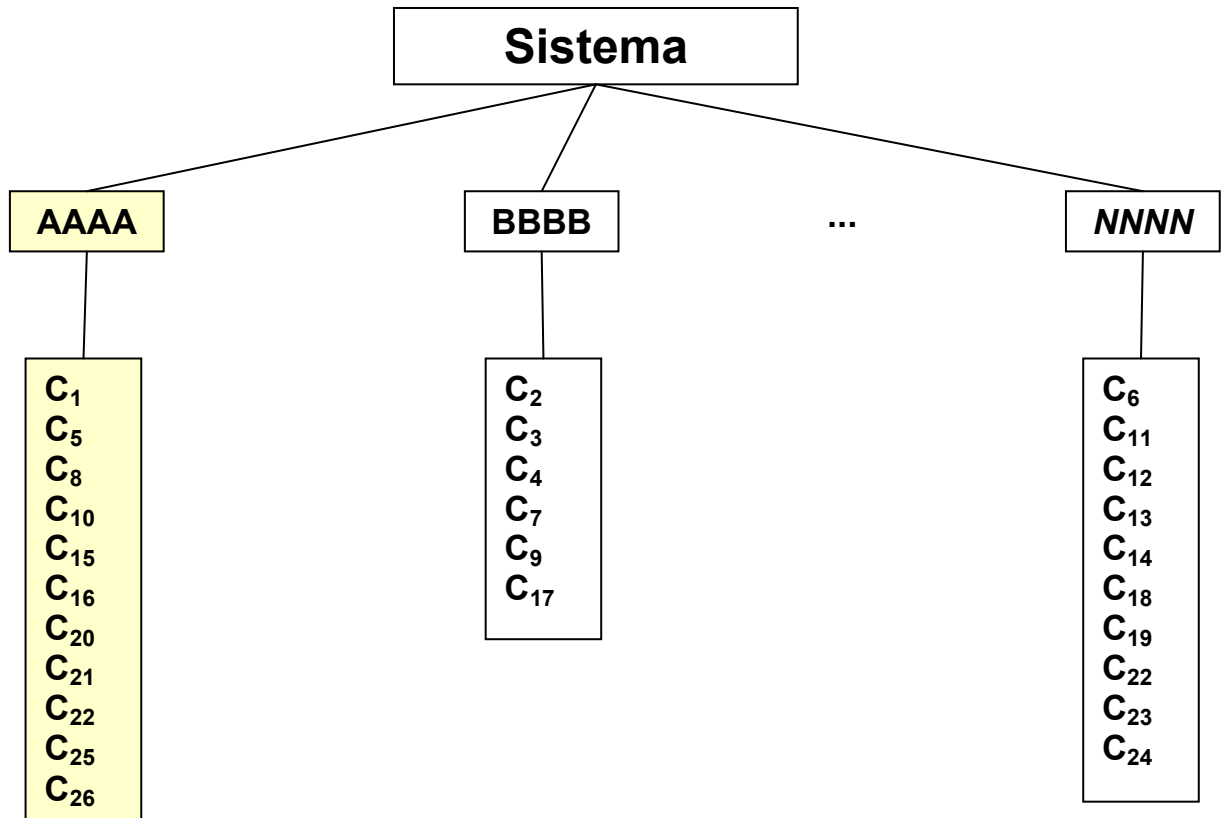 Sistema
AAAA
BBBB
...
NNNN
C₁
C₅
C₈
C₁₀
C₁₅
C₁₆
C₂₀
C₂₁
C₂₂
C₂₅
C₂₆
C₂
C₃
C₄
C₇
C₉
C₁₇
C₆
C₁₁
C₁₂
C₁₃
C₁₄
C₁₈
C₁₉
C₂₂
C₂₃
C₂₄